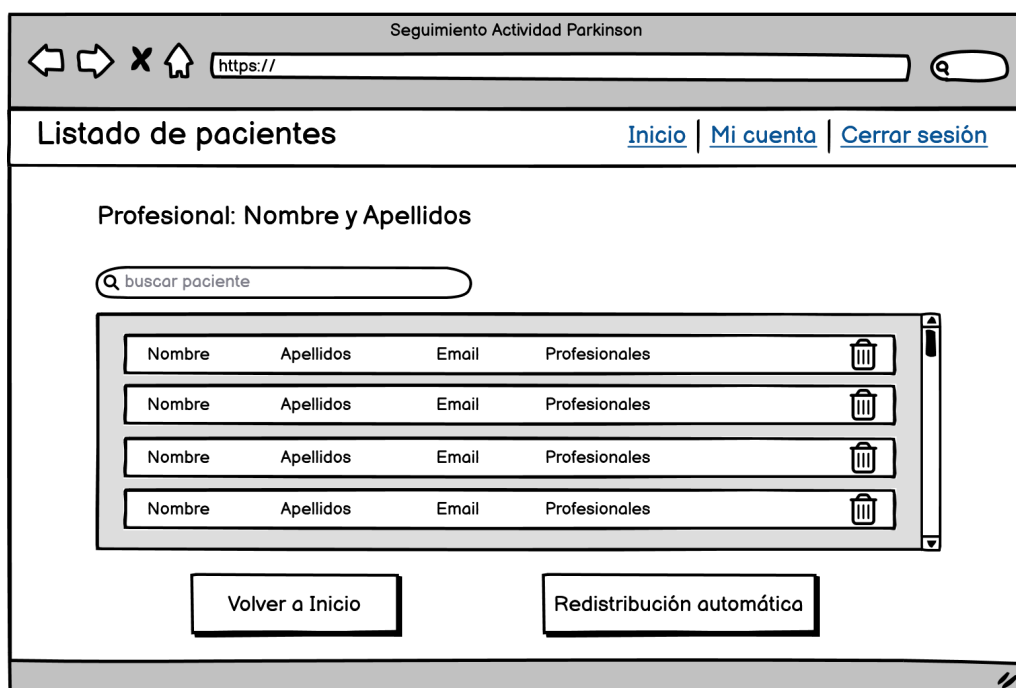 Seguimiento Actividad Parkinson
https://
Listado de pacientes
Inicio | Mi cuenta | Cerrar sesión
Profesional: Nombre y Apellidos
buscar paciente
Nombre Apellidos Email Profesionales
Nombre Apellidos Email Profesionales
Nombre Apellidos Email Profesionales
Nombre Apellidos Email Profesionales
Volver a Inicio
Redistribución automática